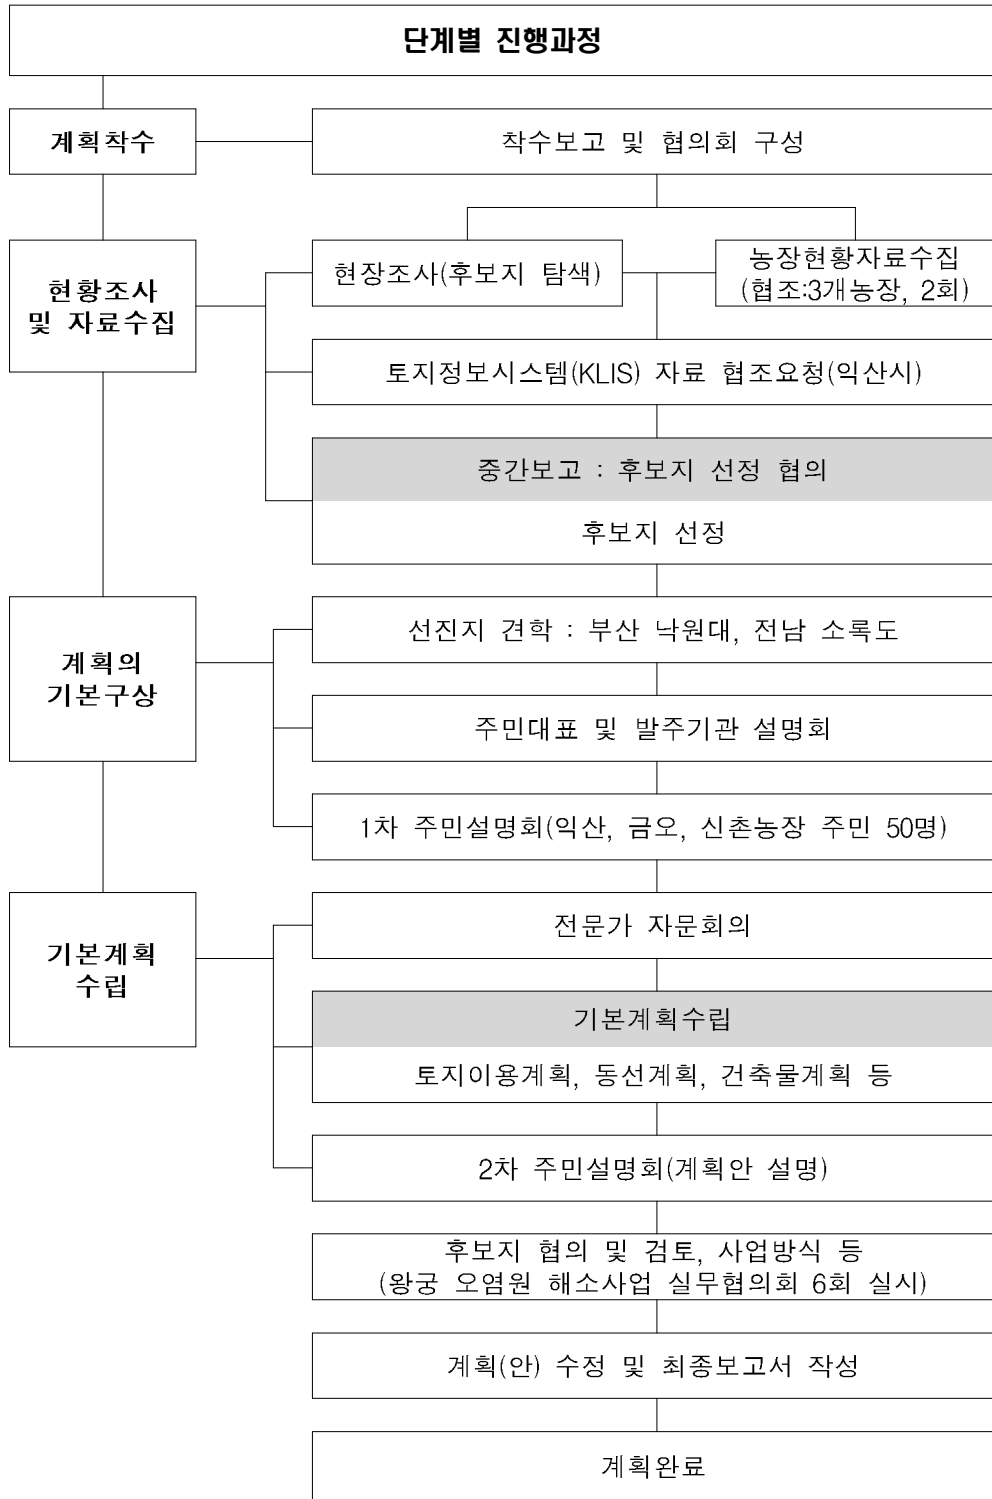 단계별 진행과정
계획착수
착수보고 및 협의회 구성
현황조사
및 자료수집
현장조사(후보지 탐색)
농장현황자료수집
(협조:3개농장, 2회)
토지정보시스템(KLIS) 자료 협조요청(익산시)
중간보고 : 후보지 선정 협의
후보지 선정
계획의
기본구상
선진지 견학 : 부산 낙원대, 전남 소록도
주민대표 및 발주기관 설명회
1차 주민설명회(익산, 금오, 신촌농장 주민 50명)
기본계획
수립
전문가 자문회의
기본계획수립
토지이용계획, 동선계획, 건축물계획 등
2차 주민설명회(계획안 설명)
후보지 협의 및 검토, 사업방식 등
(왕궁 오염원 해소사업 실무협의회 6회 실시)
계획(안) 수정 및 최종보고서 작성
계획완료